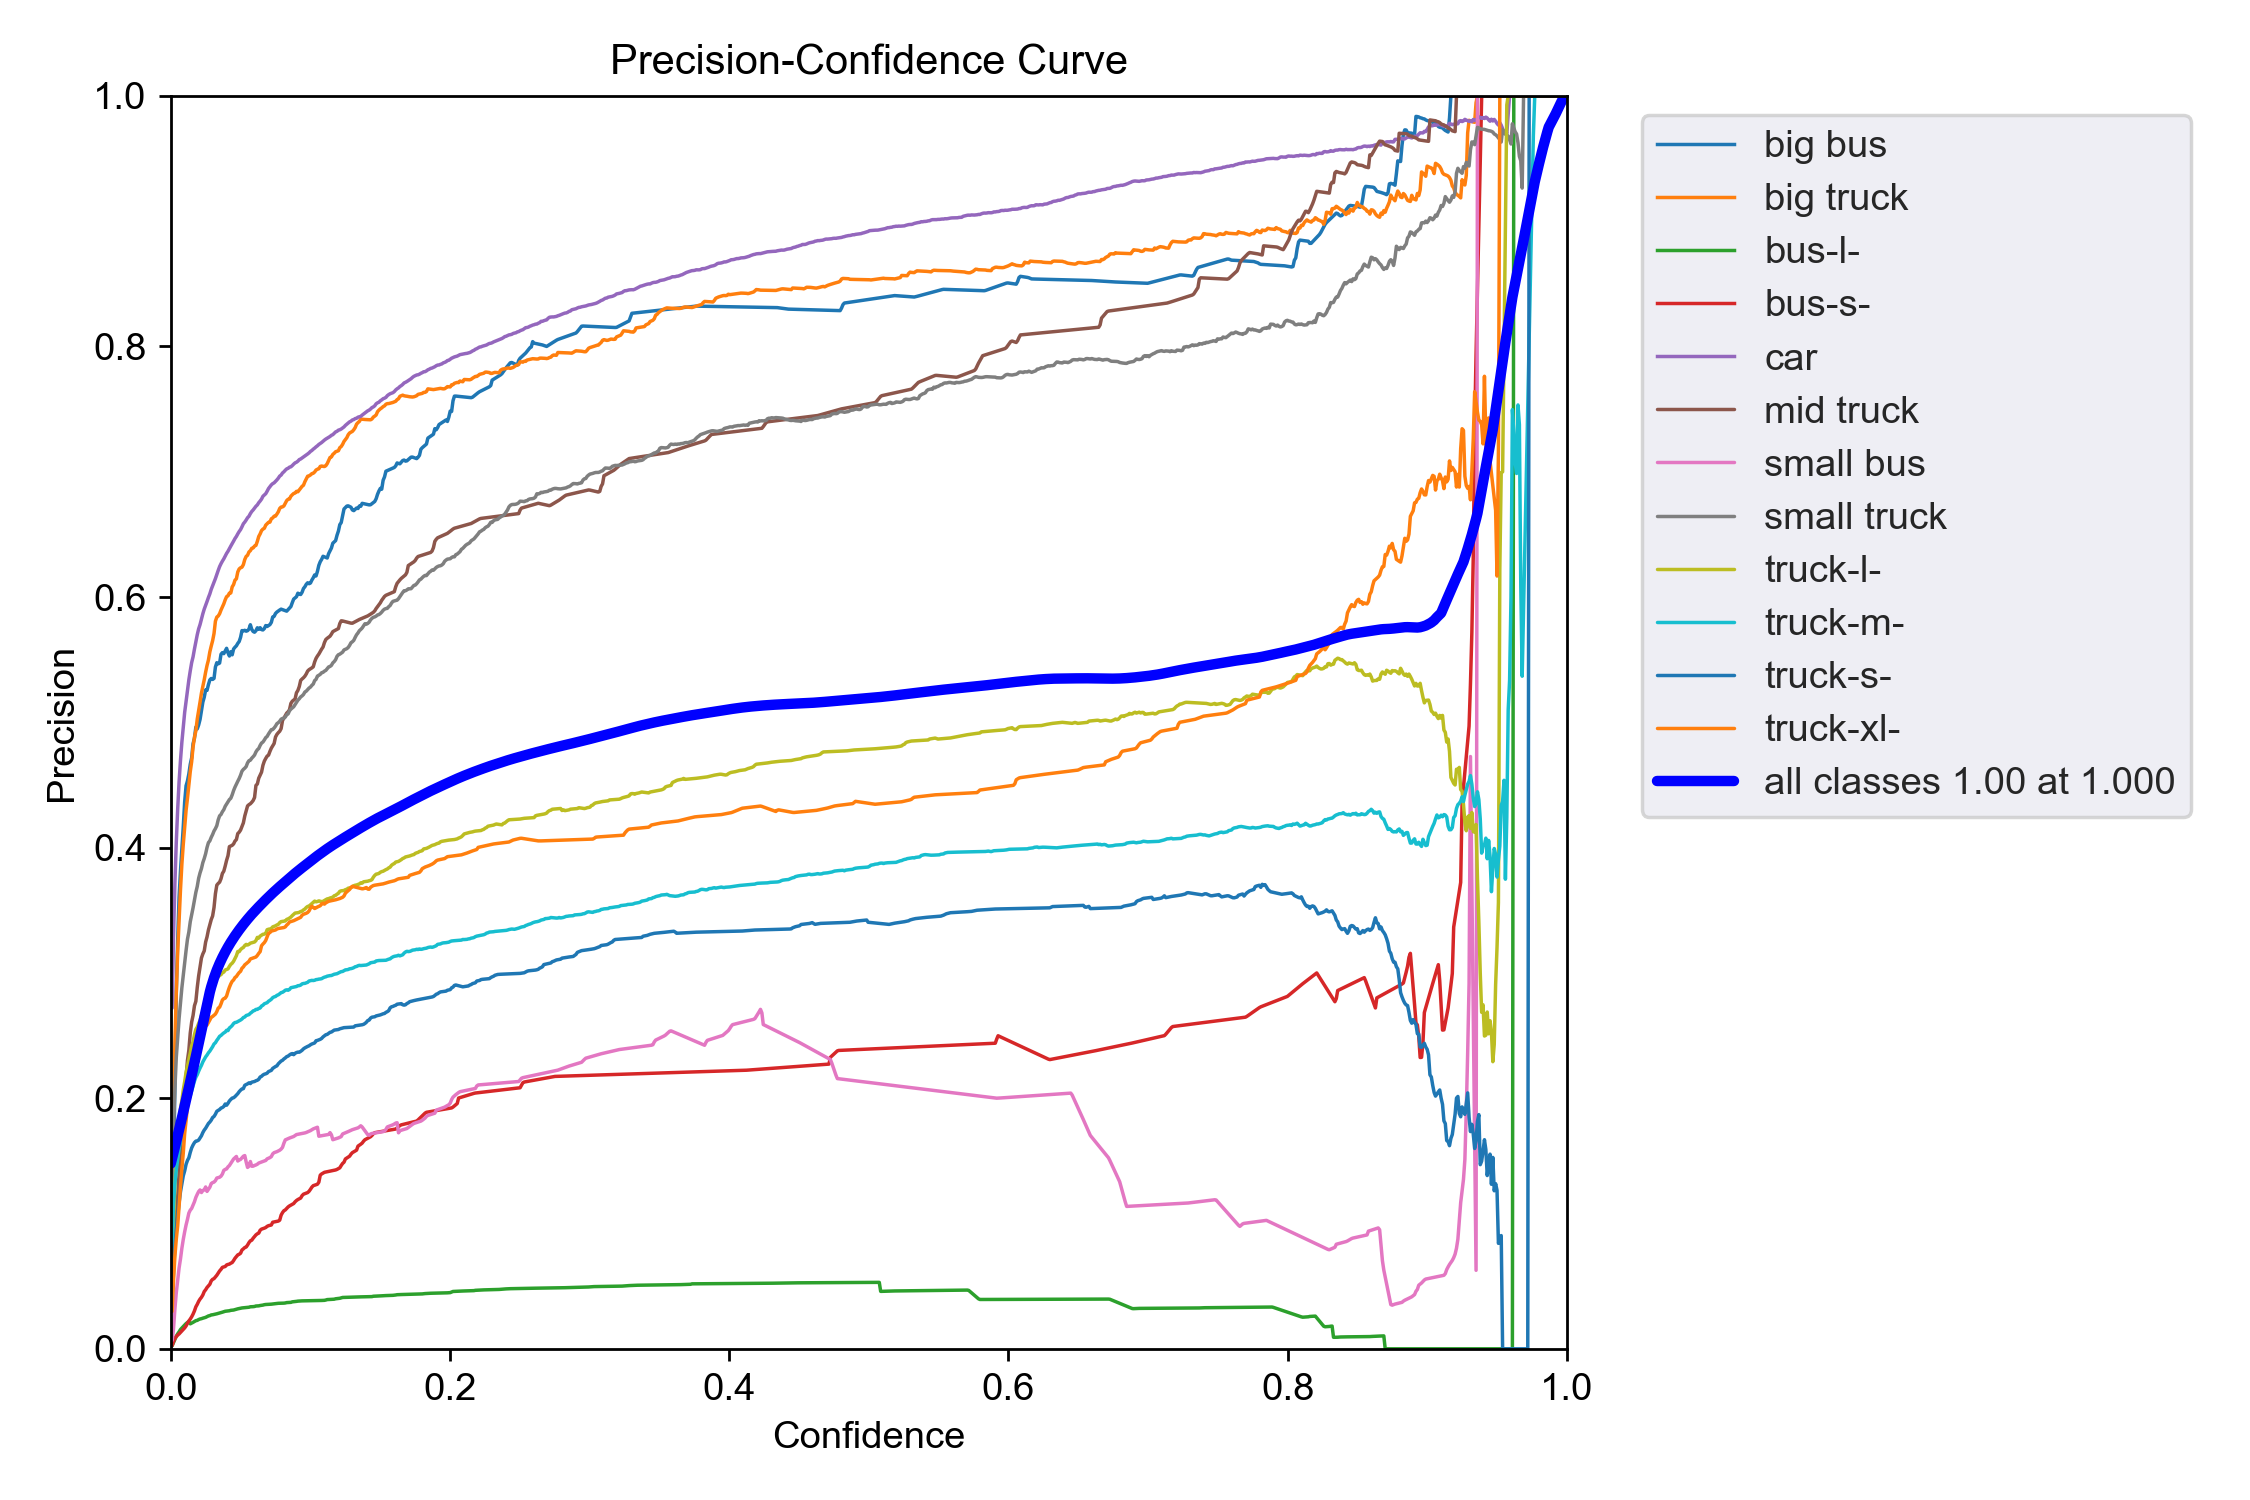 Precision-Confidence Curve
1.0
0.8
0.6
0.4
0.2
0.0
Precision
0.0 0.2 0.4 0.6 0.8 1.0
Confidence
big bus
big truck
bus-l-
bus-s-
car
mid truck
small bus
small truck
truck-l-
truck-m-
truck-s-
truck-xl-
all classes 1.00 at 1.000